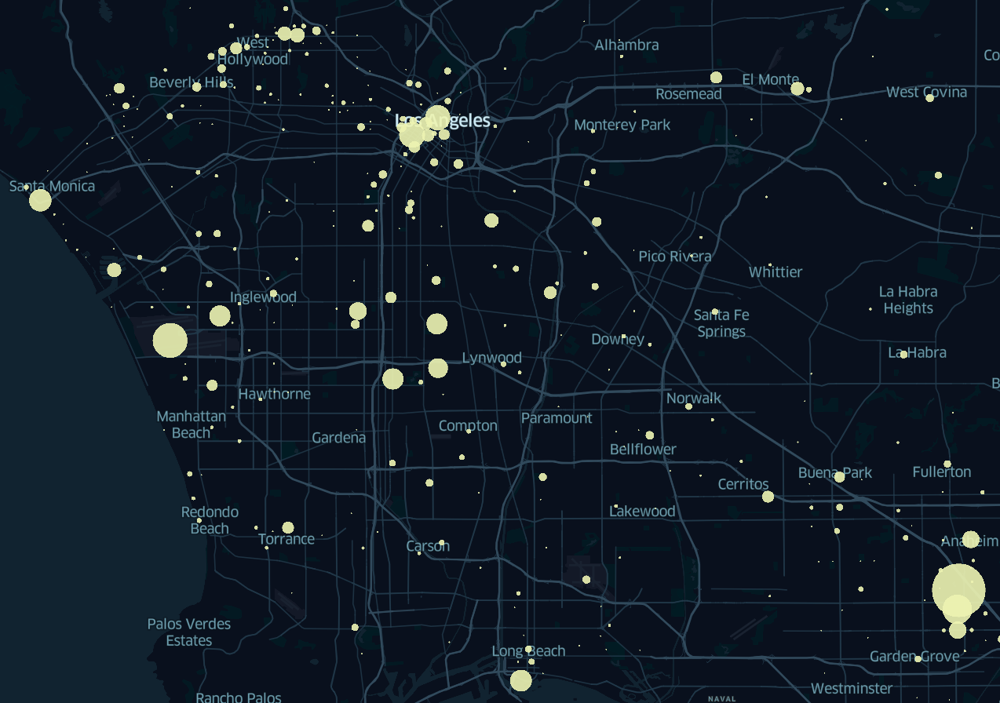 Alhambra
West
Hollywood
Co
Beverly Hills
El Monte
West Covina
Rosemead
Los Angeles
Monterey Park
Santa Monica
Pico Rivera
Whittier
Inglewood
La Habra
Heights
Santa Fe
Springs
Downey
Lynwood
La Habra
B
Hawthorne
Norwalk
Manhattan
Beach
Gardena
Compton
Paramount
Bellflower
Buena Park
Fullerton
Cerritos
Redondo
Beach
Lakewood
Torrance
Carson
Anaheim
Palos Verdes
Estates
Long Beach
Garden Grove
Westminster
Rancho Palos
NAVAL